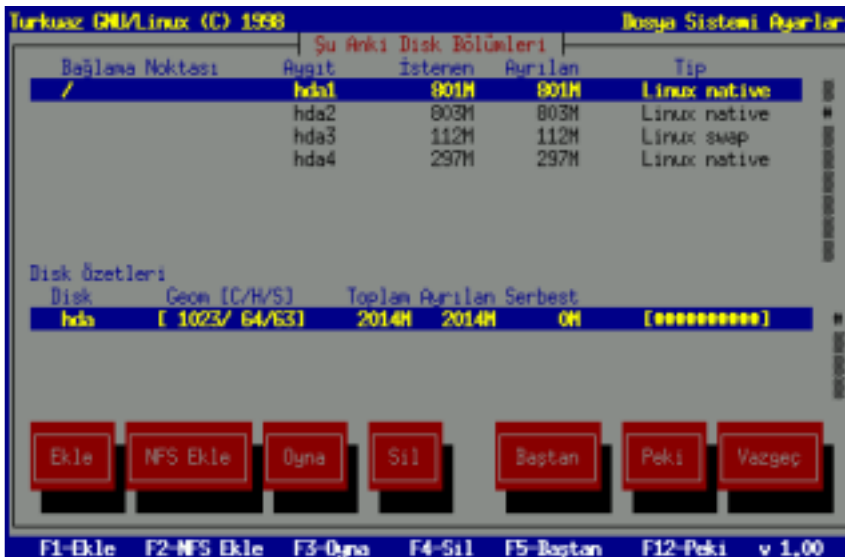 Turkuaz GNU/Linux (C) 1998 Dosya Sistemi Ayarlar
Şu Anki Disk Bölümleri
Bağlama Noktası Aygıt İstenen Ayrılan Tip
/ hda1 801M 801M Linux native
hda2 803M 803M Linux native
hda3 112M 112M Linux swap
hda4 297M 297M Linux native
Disk Özetleri
Disk Geom [C/H/S] Toplam Ayrılan Serbest
hda [ 1023/ 64/63] 2014M 2014M 0M [##########]
Ekle NFS Ekle Oyna Sil Baştan Peki Vazgeç
F1-Ekle F2-NFS Ekle F3-Oyna F4-Sil F5-Baştan F12-Peki v 1.00